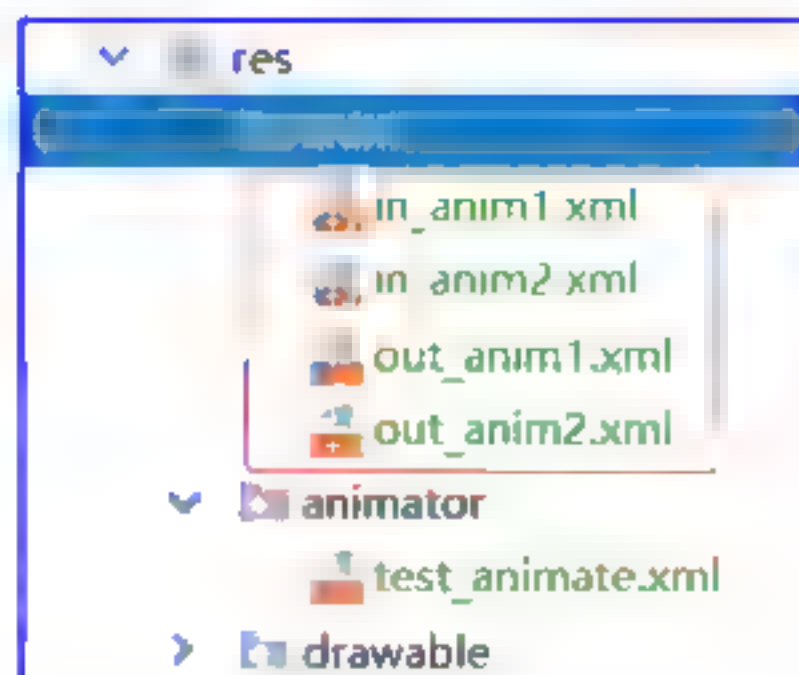 res
in_anim1.xml
in_anim2.xml
out_anim1.xml
out_anim2.xml
animator
test_animate.xml
drawable